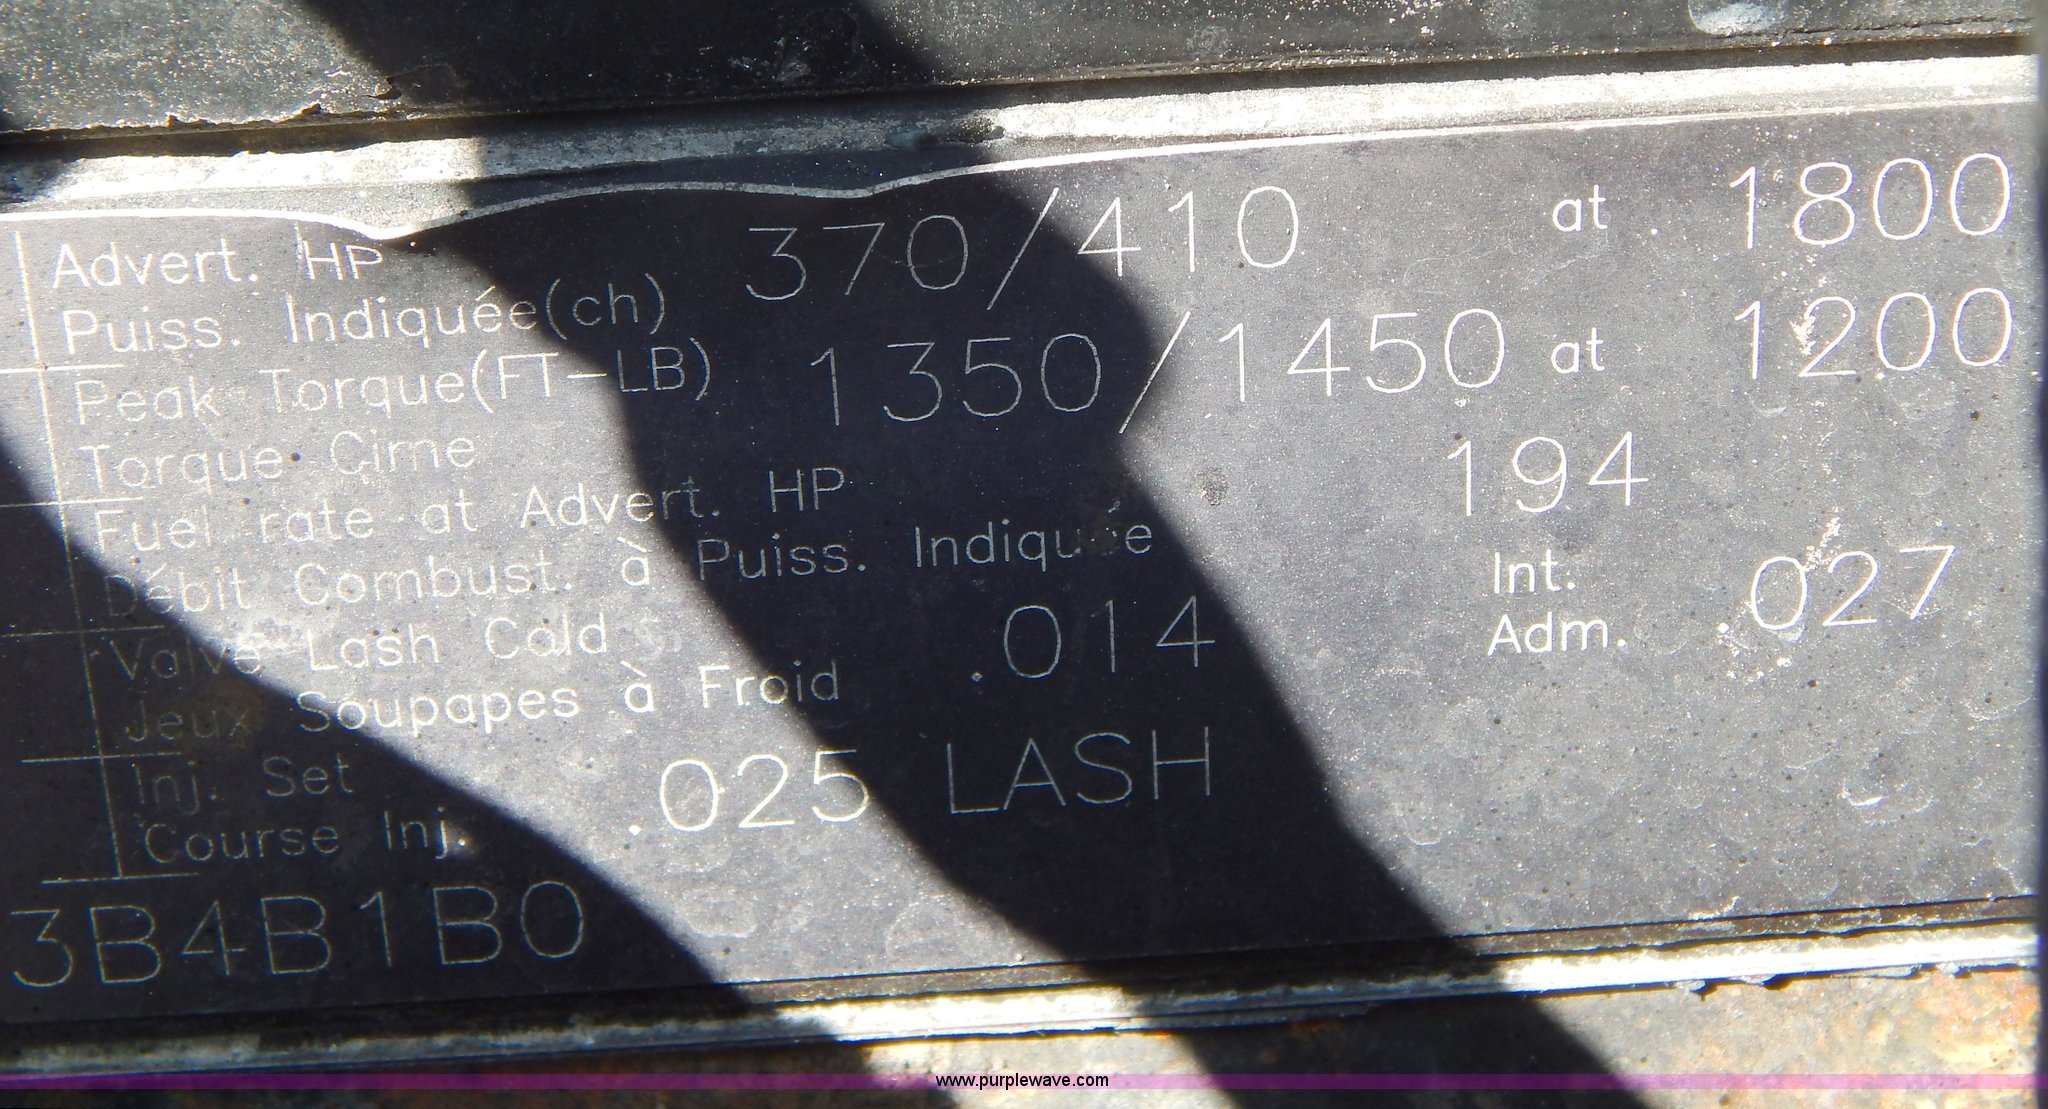 Advert. HP 370/410 at 1800
Puiss. Indiquée(ch)
Peak Torque(FT-LB) 1350/1450 at 1200
Torque Cime
Fuel rate at Advert. HP 194
Débit Combust. à Puiss. Indiquée
Valve Lash Cold .014 Int. .027
Jeux Soupapes à Froid Adm.
Inj. Set .025 LASH
Course Inj.
3B4B1B0
www.purplewave.com